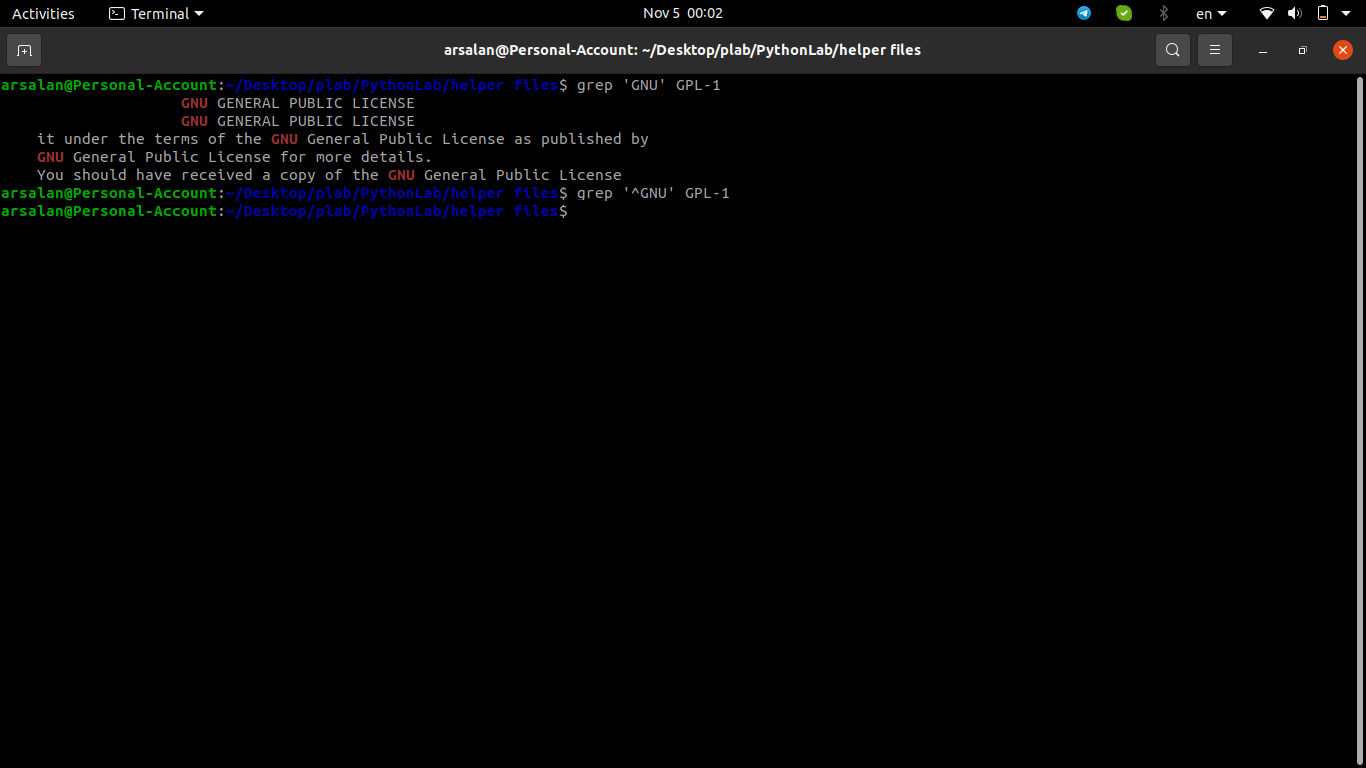 Activities Terminal Nov 5 00:02 en
arsalan@Personal-Account: ~/Desktop/plab/PythonLab/helper files
arsalan@Personal-Account:~/Desktop/plab/PythonLab/helper files$ grep 'GNU' GPL-1
GNU GENERAL PUBLIC LICENSE
GNU GENERAL PUBLIC LICENSE
it under the terms of the GNU General Public License as published by
GNU General Public License for more details.
You should have received a copy of the GNU General Public License
arsalan@Personal-Account:~/Desktop/plab/PythonLab/helper files$ grep '^GNU' GPL-1
arsalan@Personal-Account:~/Desktop/plab/PythonLab/helper files$